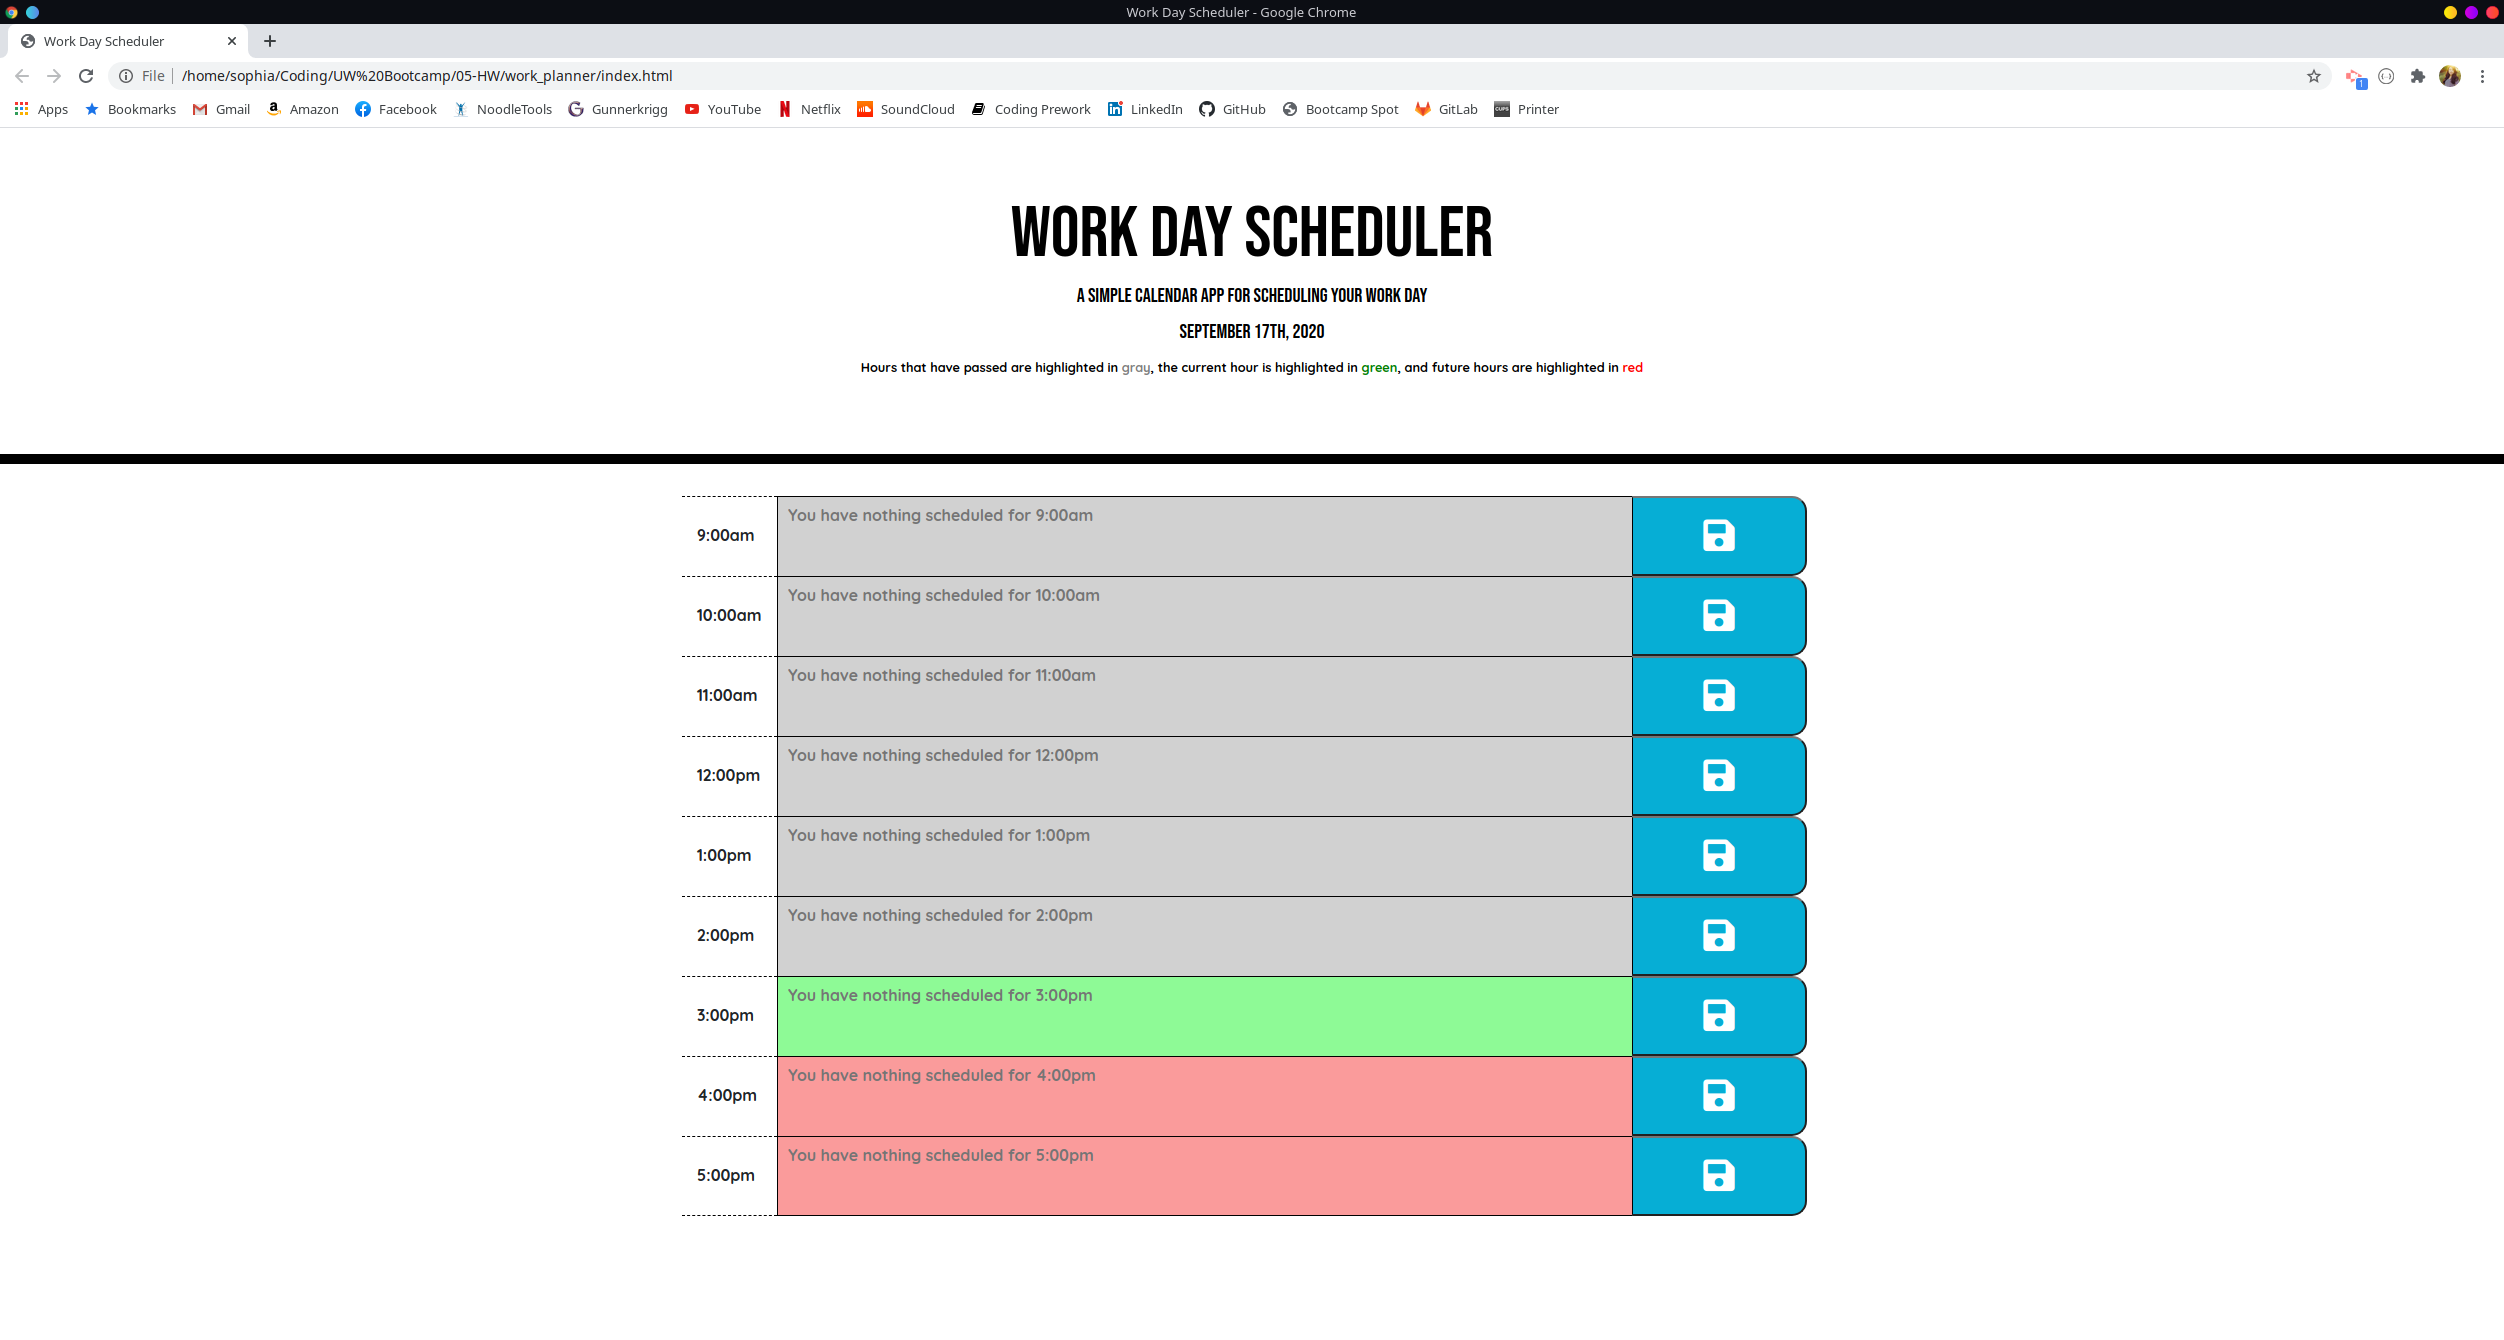 Work Day Scheduler - Google Chrome
Work Day Scheduler
File /home/sophia/Coding/UW%20Bootcamp/05-HW/work_planner/index.html
1
Apps Bookmarks Gmail Amazon Facebook NoodleTools Gunnerkrigg YouTube Netflix SoundCloud Coding Prework LinkedIn GitHub Bootcamp Spot GitLab CUPS Printer
WORK DAY SCHEDULER
A SIMPLE CALENDAR APP FOR SCHEDULING YOUR WORK DAY
SEPTEMBER 17TH, 2020
Hours that have passed are highlighted in gray, the current hour is highlighted in green, and future hours are highlighted in red
9:00am You have nothing scheduled for 9:00am
10:00am You have nothing scheduled for 10:00am
11:00am You have nothing scheduled for 11:00am
12:00pm You have nothing scheduled for 12:00pm
1:00pm You have nothing scheduled for 1:00pm
2:00pm You have nothing scheduled for 2:00pm
3:00pm You have nothing scheduled for 3:00pm
4:00pm You have nothing scheduled for 4:00pm
5:00pm You have nothing scheduled for 5:00pm